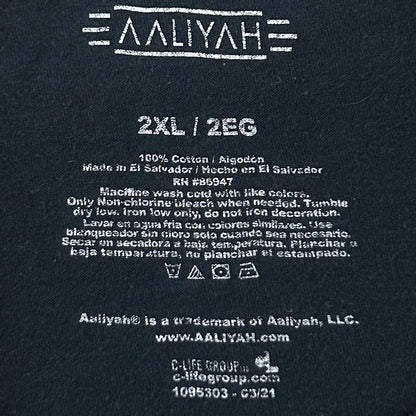 AALIYAH
2XL / 2EG
100% Cotton / Algodon
Made in El Salvador / Hecho en El Salvador
RN #85947
Machine wash cold with like colors.
Only Non-chlorine bleach when needed. Tumble
dry low. Iron low only, do not iron decoration.
Lavar en agua fria con colores similares. Use
blanqueador sin cloro solo cuando sea necesario.
Secar en secadora a baja temperatura. Planchar a
baja temparatura, no planchar el estampado.
Aaliyah® is a trademark of Aaliyah, LLC.
www.AALIYAH.com
C-LIFE GROUP
c-lifegroup.com
1095303 - 03/21